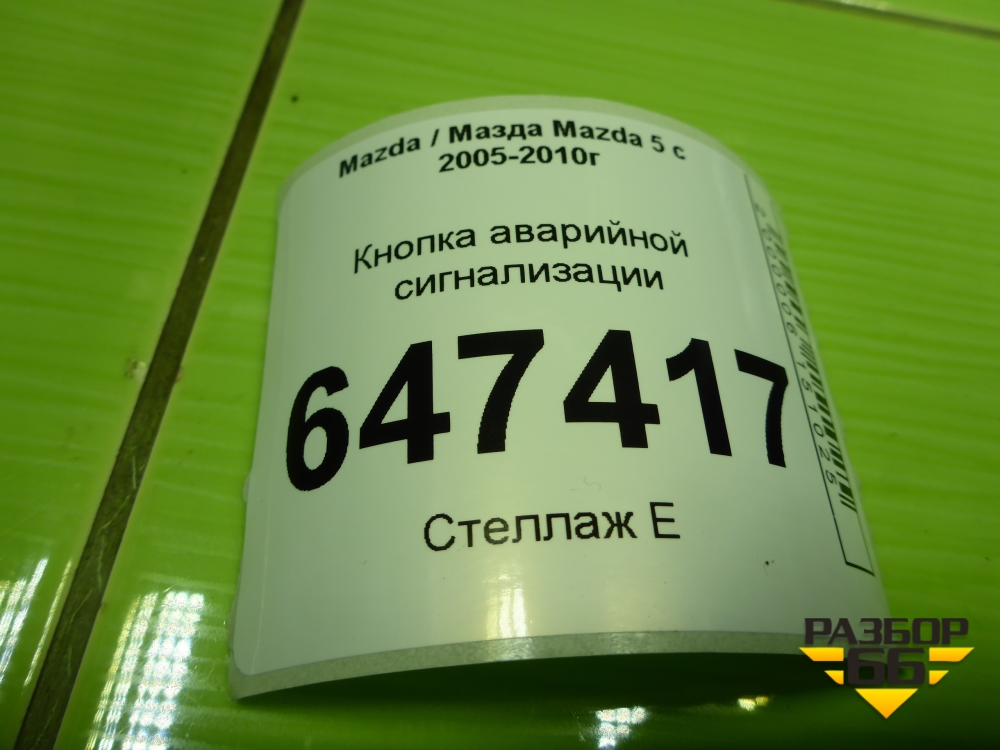 Mazda / Мазда Mazda 5 с
2005-2010г
Кнопка аварийной
сигнализации
647417
Стеллаж Е
РАЗБОР
66